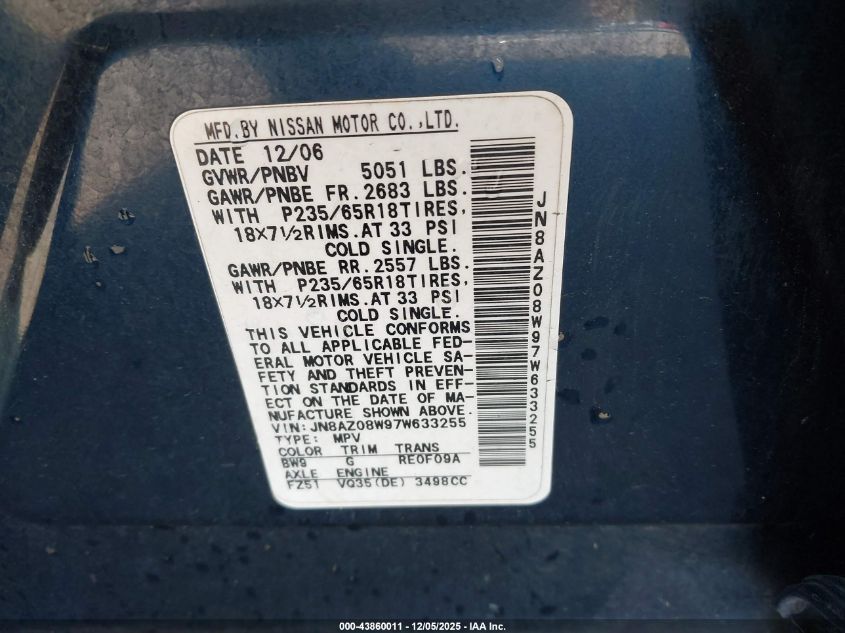 MFD.BY NISSAN MOTOR CO.,LTD.
DATE 12/06
GVWR/PNBV 5051 LBS.
GAWR/PNBE FR.2683 LBS.
WITH P235/65R18TIRES,
18X7½RIMS.AT 33 PSI
COLD SINGLE.
GAWR/PNBE RR.2557 LBS.
WITH P235/65R18TIRES,
18X7½RIMS.AT 33 PSI
COLD SINGLE.
THIS VEHICLE CONFORMS
TO ALL APPLICABLE FED-
ERAL MOTOR VEHICLE SA-
FETY AND THEFT PREVEN-
TION STANDARDS IN EFF-
ECT ON THE DATE OF MA-
NUFACTURE SHOWN ABOVE.
VIN:JN8AZ08W97W633255
TYPE: MPV
COLOR TRIM TRANS
BW9 G RE0F09A
AXLE ENGINE
FZ51 VQ35(DE) 3498CC
JN8AZ08W97W633255
000-43860011 - 12/05/2025 - IAA Inc.